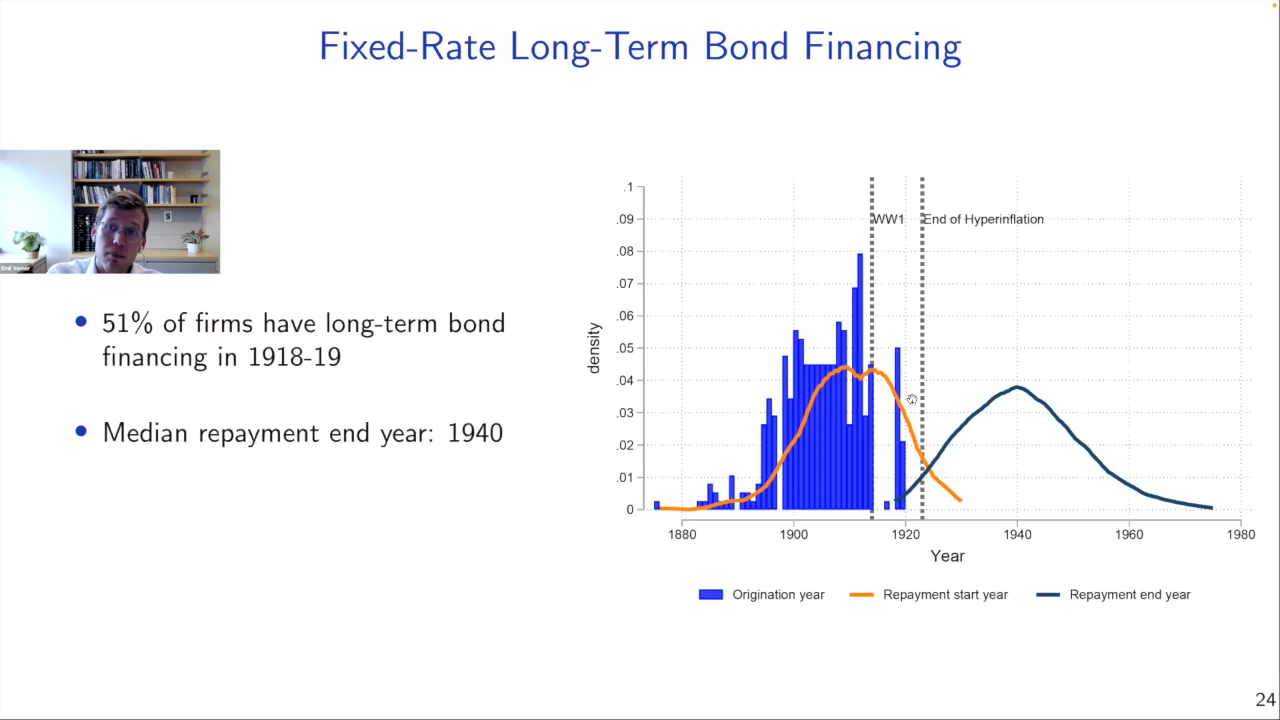 Fixed-Rate Long-Term Bond Financing
Emil Verner
• 51% of firms have long-term bond
financing in 1918-19
• Median repayment end year: 1940
.1
.09
.08
.07
.06
.05
.04
.03
.02
.01
0
density
WW1
End of Hyperinflation
1880
1900
1920
1940
1960
1980
Year
Origination year
Repayment start year
Repayment end year
24